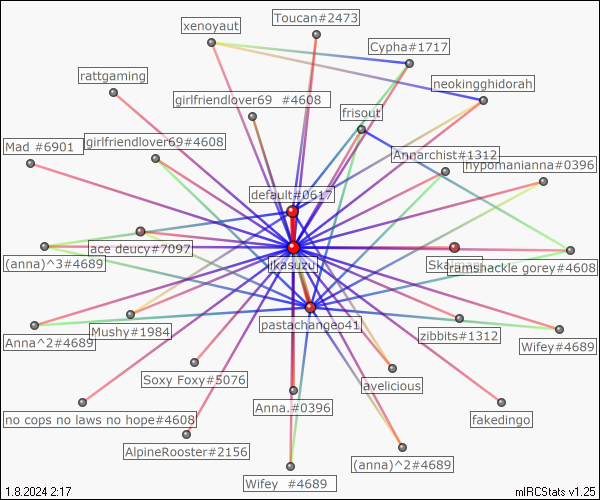 Toucan#2473
xenoyaut
Cypha#1717
rattgaming
neokingghidorah
girlfriendlover69 #4608
frisout
Mad #6901
girlfriendlover69#4608
Annarchist#1312
hypomanianna#0396
default#0617
ace decuy#7097
(anna)^3#4689
ikasuzu
ramshackle gorey#4608
pastachangeo41
Mushy#1984
Anna^2#4689
zibbits#1312
Wifey#4689
Soxy Foxy#5076
avelicious
Anna.#0396
no cops no laws no hope#4608
fakedingo
AlpineRooster#2156
(anna)^2#4689
Wifey #4689
1.8.2024 2:17
mIRCStats v1.25